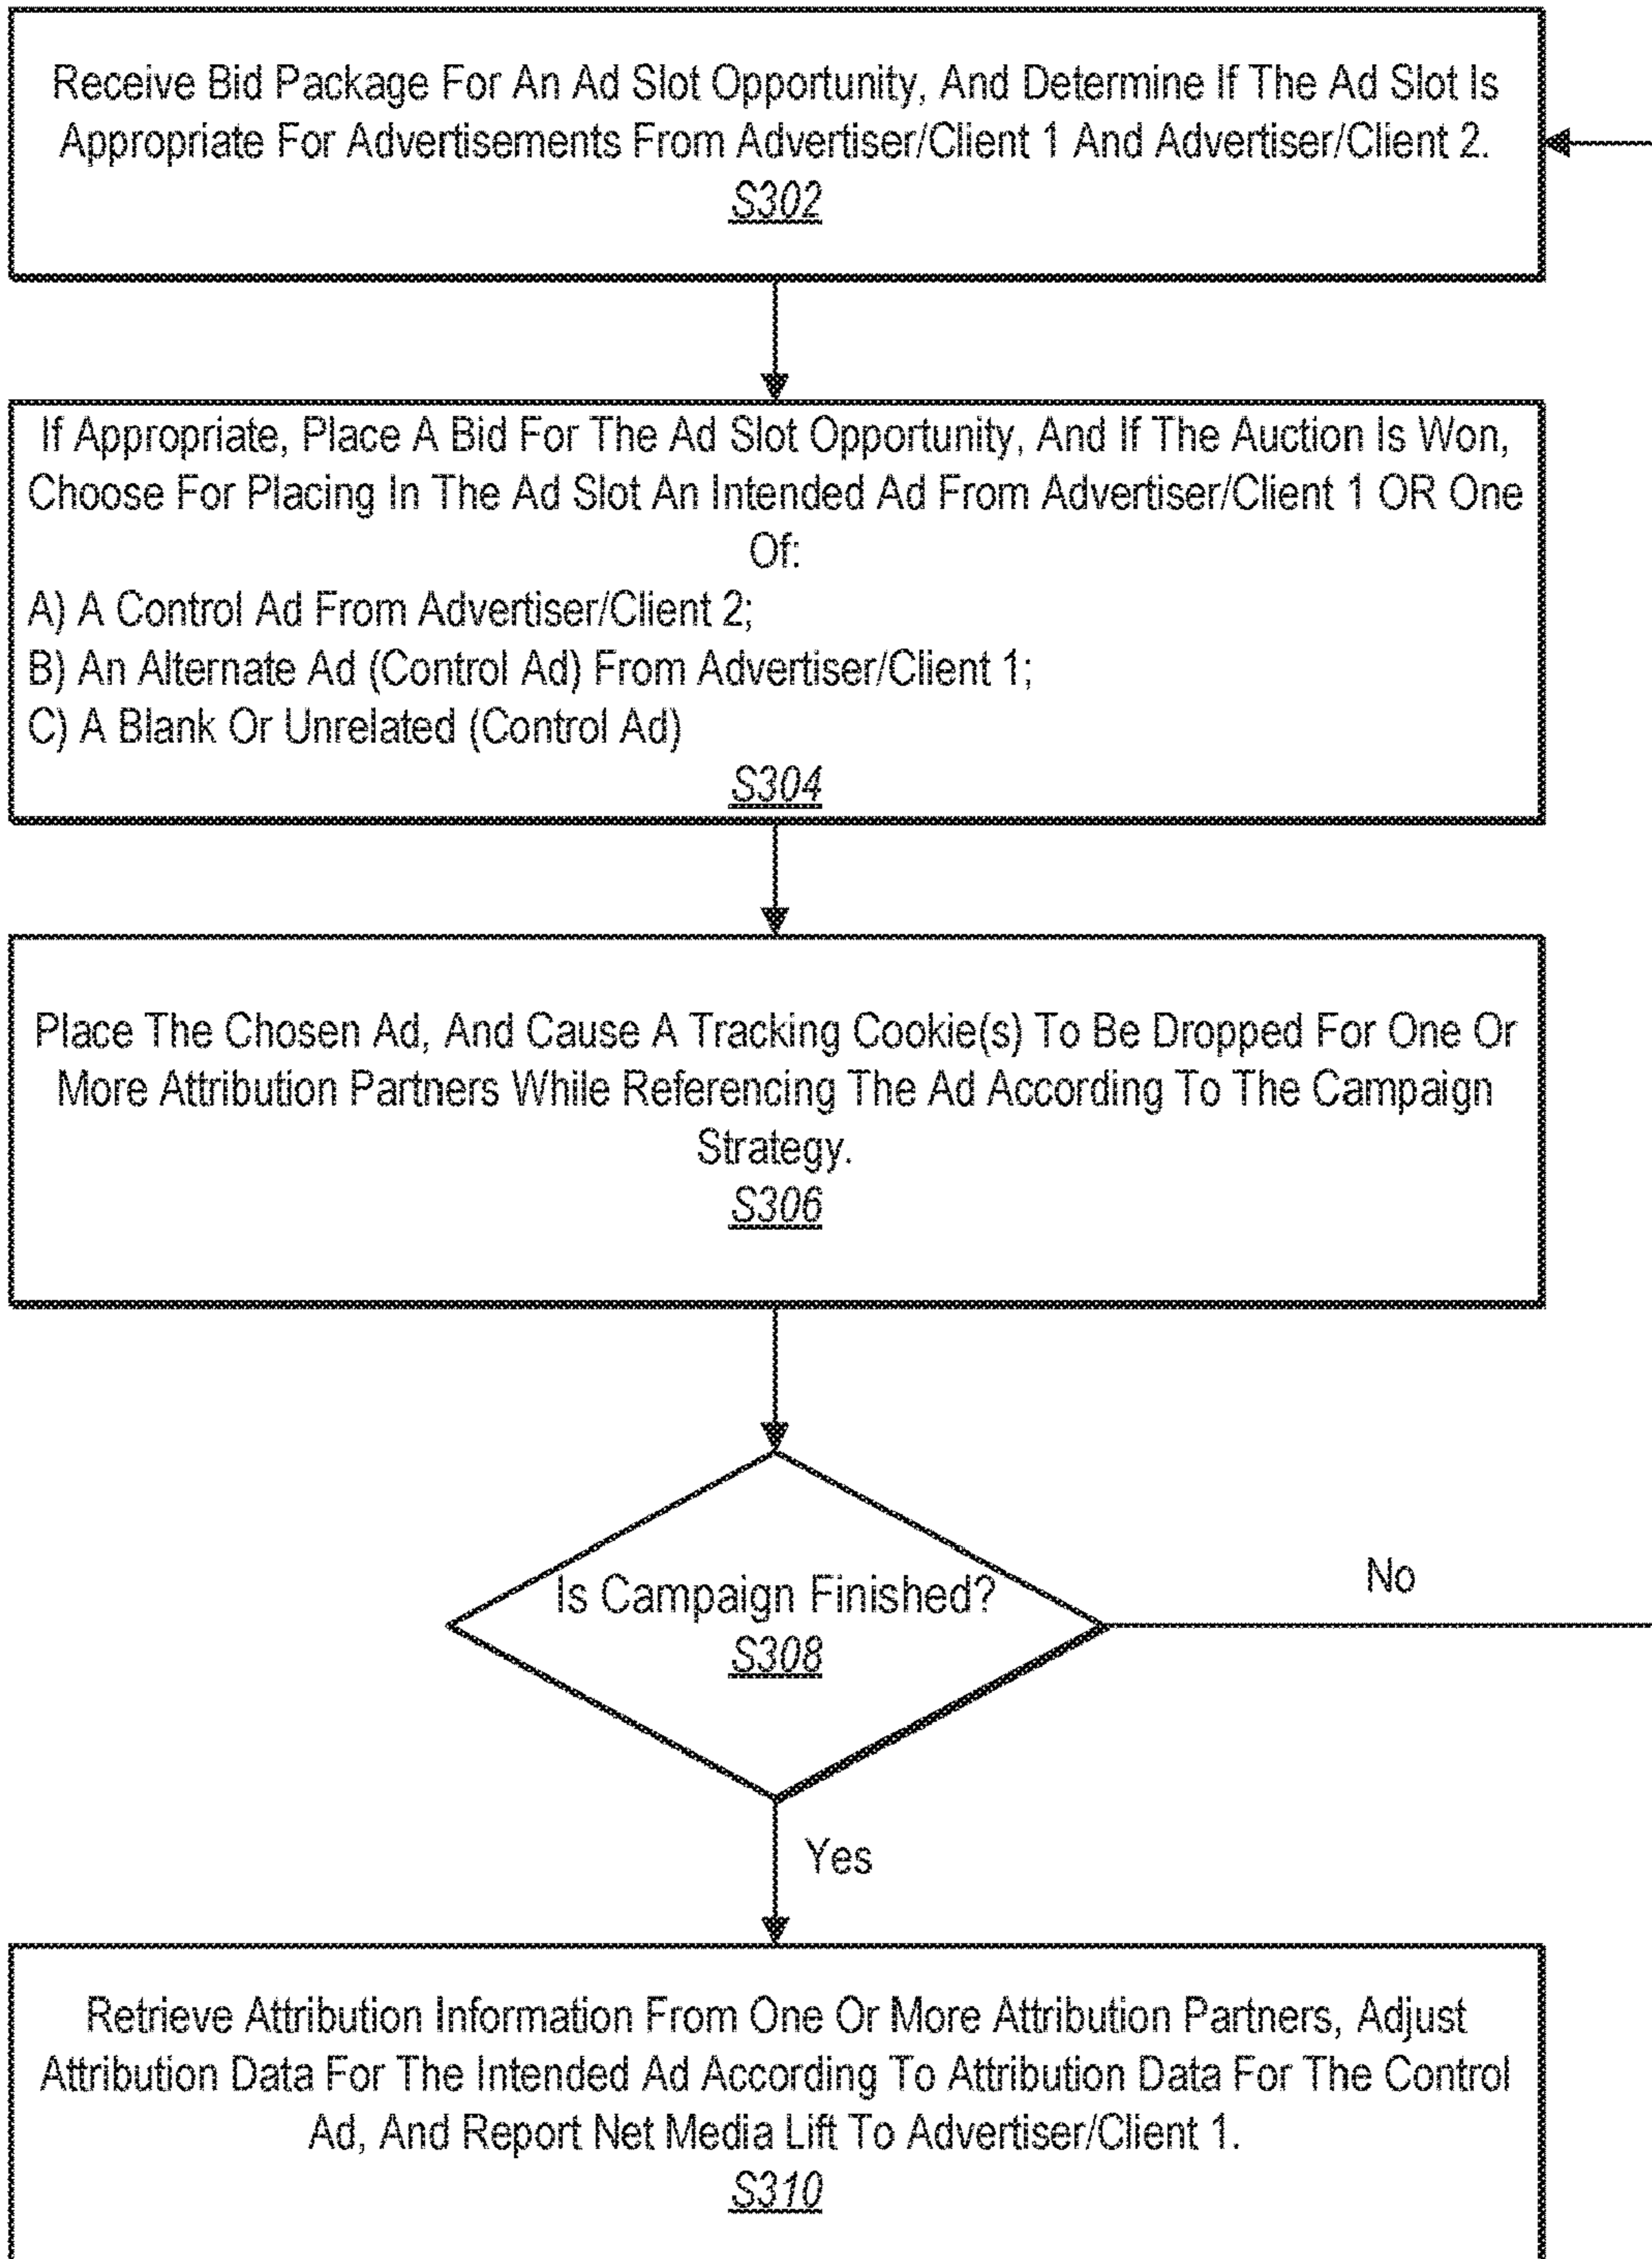 Receive Bid Package For An Ad Slot Opportunity, And Determine If The Ad Slot Is
Appropriate For Advertisements From Advertiser/Client 1 And Advertiser/Client 2.
S302
If Appropriate, Place A Bid For The Ad Slot Opportunity, And If The Auction Is Won,
Choose For Placing In The Ad Slot An Intended Ad From Advertiser/Client 1 OR One
Of:
A) A Control Ad From Advertiser/Client 2;
B) An Alternate Ad (Control Ad) From Advertiser/Client 1;
C) A Blank Or Unrelated (Control Ad)
S304
Place The Chosen Ad, And Cause A Tracking Cookie(s) To Be Dropped For One Or
More Attribution Partners While Referencing The Ad According To The Campaign
Strategy.
S306
Is Campaign Finished?
S308
No
Yes
Retrieve Attribution Information From One Or More Attribution Partners, Adjust
Attribution Data For The Intended Ad According To Attribution Data For The Control
Ad, And Report Net Media Lift To Advertiser/Client 1.
S310